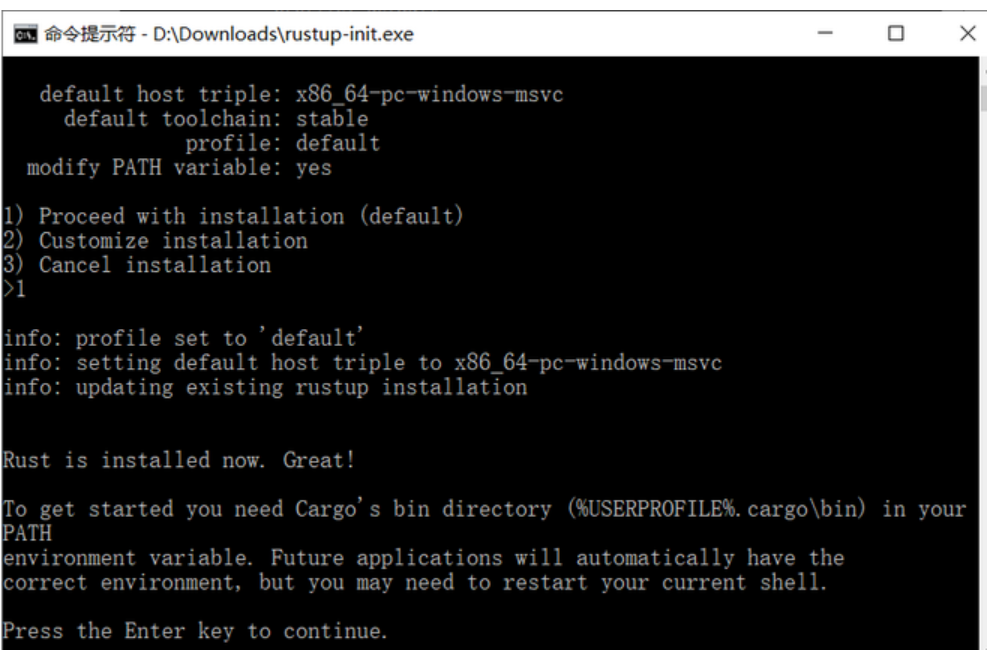 命令提示符 - D:\Downloads\rustup-init.exe
default host triple: x86_64-pc-windows-msvc
default toolchain: stable
profile: default
modify PATH variable: yes
1) Proceed with installation (default)
2) Customize installation
3) Cancel installation
>1
info: profile set to 'default'
info: setting default host triple to x86_64-pc-windows-msvc
info: updating existing rustup installation
Rust is installed now. Great!
To get started you need Cargo's bin directory (%USERPROFILE%.cargo\bin) in your
PATH
environment variable. Future applications will automatically have the
correct environment, but you may need to restart your current shell.
Press the Enter key to continue.